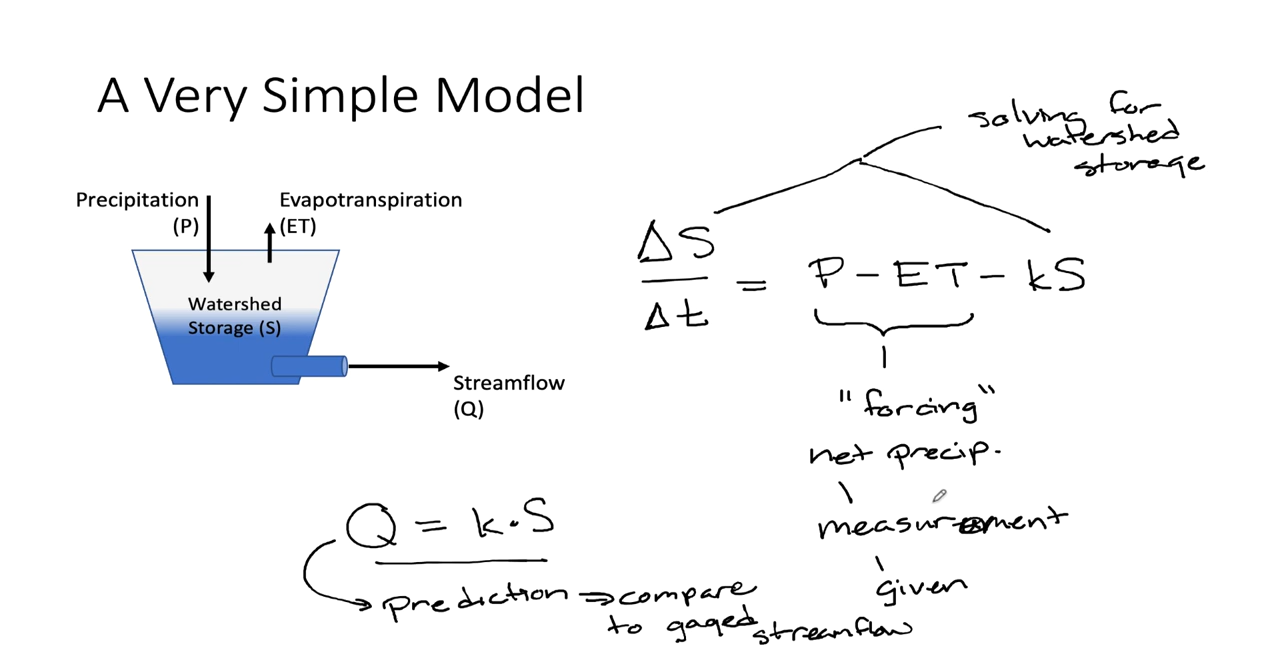 A Very Simple Model
solving for
watershed
storage
Precipitation
(P)
Evapotranspiration
(ET)
Watershed
Storage (S)
Streamflow
(Q)
ΔS
Δt
= P - ET - kS
"forcing"
net precip.
measurement
given
Q = k·S
prediction ⇒ compare
to gaged streamflow